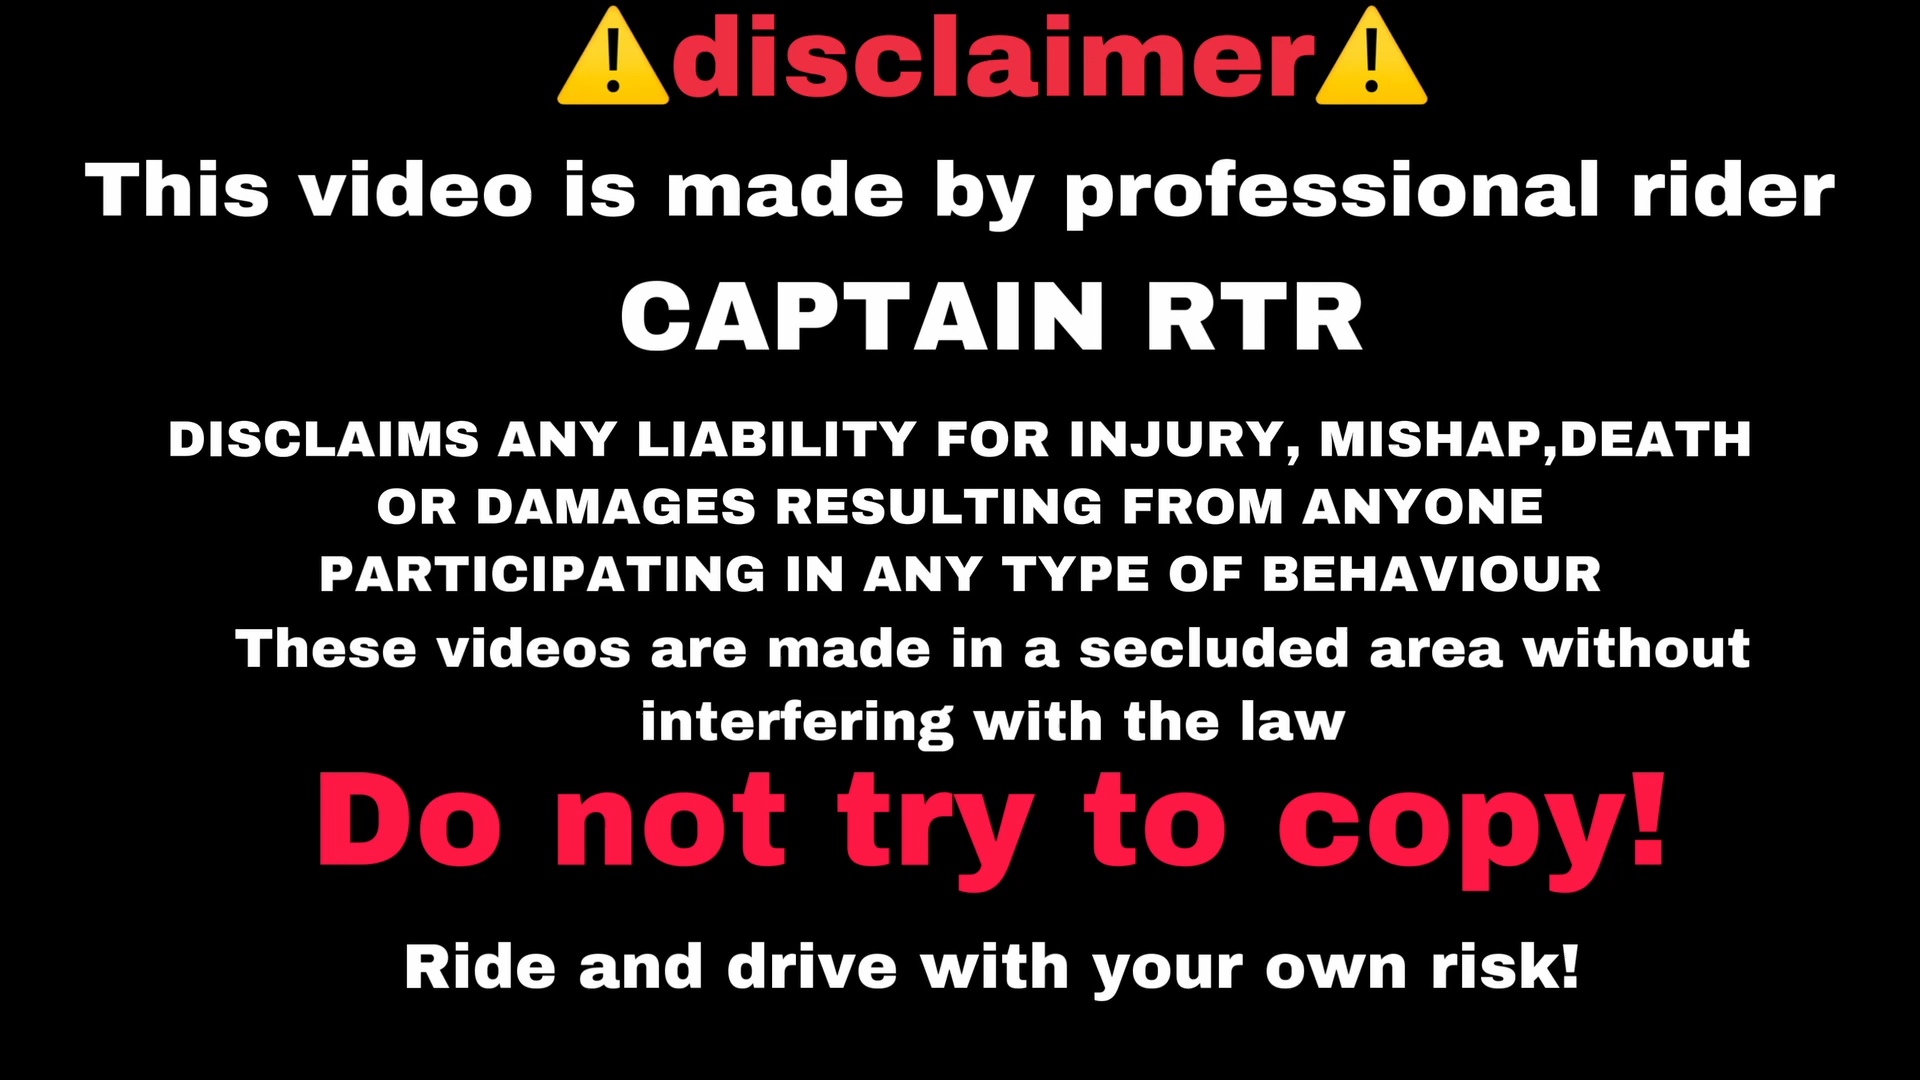 ⚠️disclaimer⚠️
This video is made by professional rider
CAPTAIN RTR
DISCLAIMS ANY LIABILITY FOR INJURY, MISHAP,DEATH
OR DAMAGES RESULTING FROM ANYONE
PARTICIPATING IN ANY TYPE OF BEHAVIOUR
These videos are made in a secluded area without
interfering with the law
Do not try to copy!
Ride and drive with your own risk!